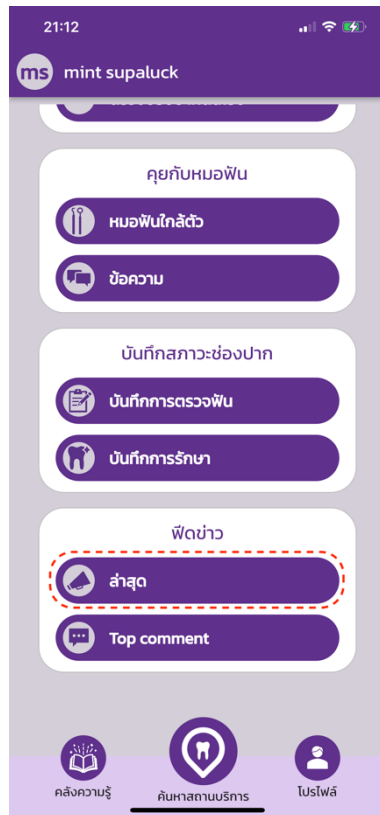 21:12
ms mint supaluck
คุยกับหมอฟัน
หมอฟันใกล้ตัว
ข้อความ
บันทึกสภาวะช่องปาก
บันทึกการตรวจฟัน
บันทึกการรักษา
ฟีดข่าว
ล่าสุด
Top comment
คลังความรู้
ค้นหาสถานบริการ
โปรไฟล์